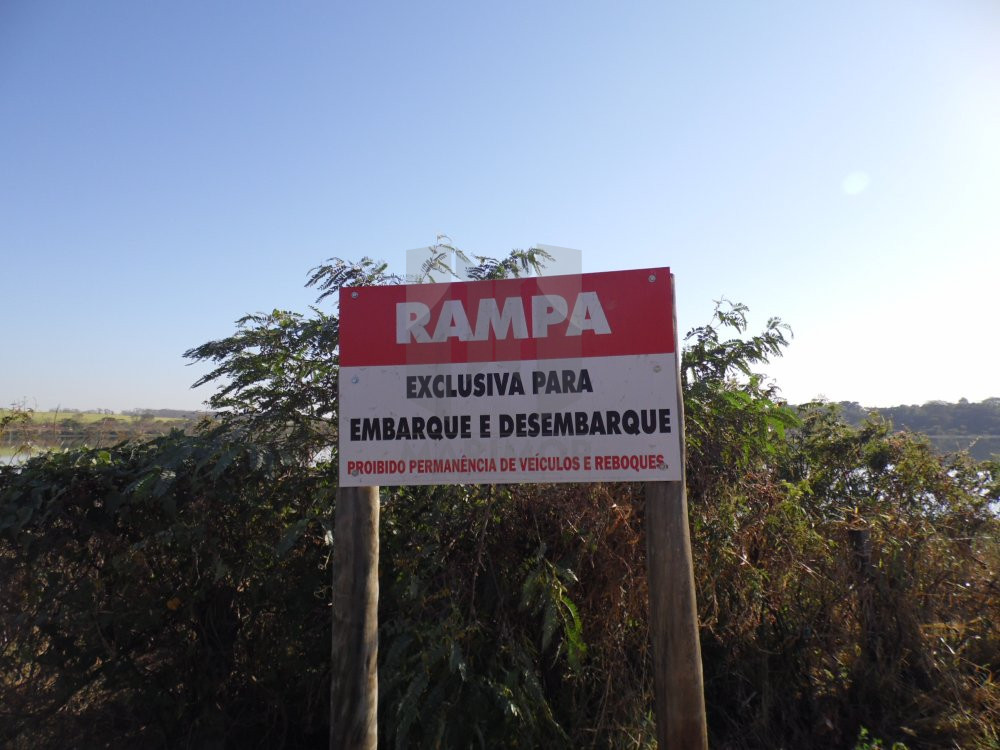 RAMPA
EXCLUSIVA PARA
EMBARQUE E DESEMBARQUE
PROIBIDO PERMANÊNCIA DE VEÍCULOS E REBOQUES